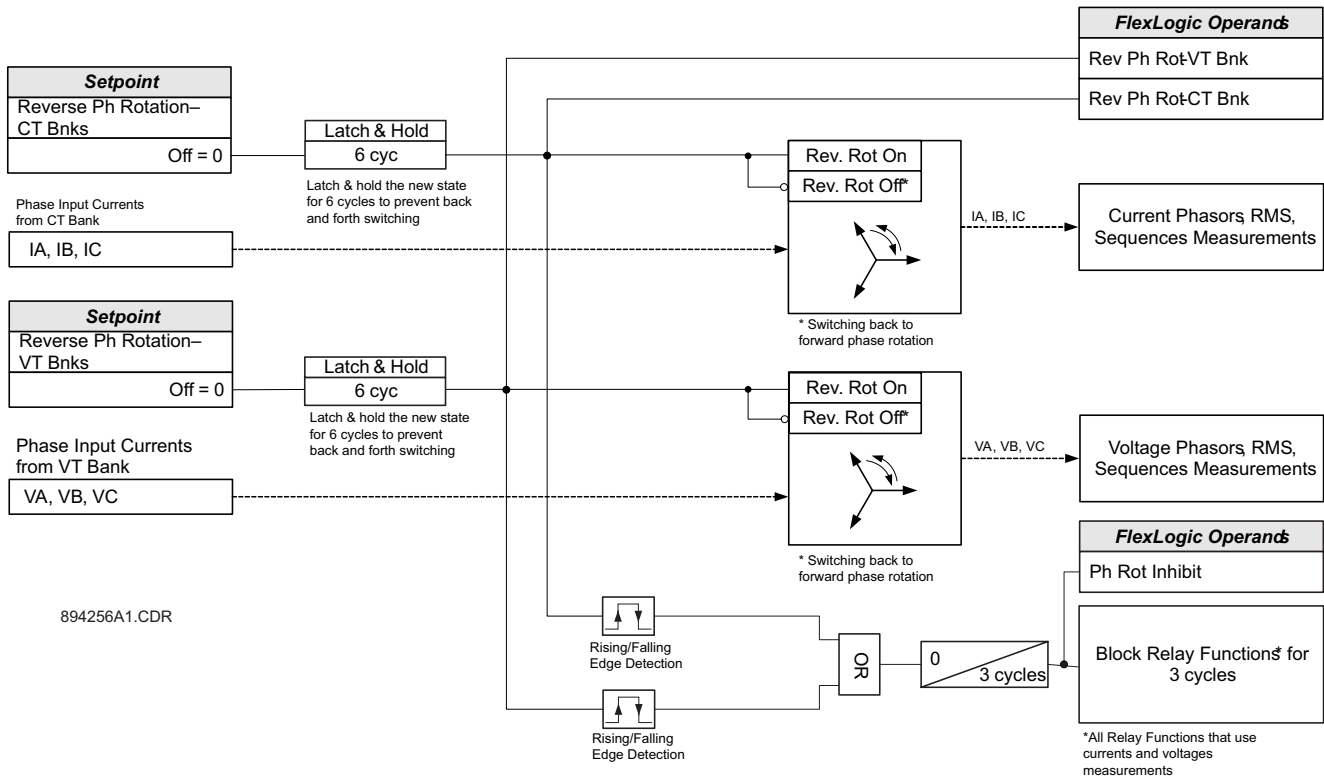 FlexLogic Operands
Rev Ph Rot-VT Bnk
Rev Ph Rot-CT Bnk
Setpoint
Reverse Ph Rotation–
CT Bnks
Off = 0
Latch & Hold
6 cyc
Latch & hold the new state
for 6 cycles to prevent back
and forth switching
Phase Input Currents
from CT Bank
IA, IB, IC
Rev. Rot On
Rev. Rot Off*
IA, IB, IC
Current Phasors, RMS,
Sequences Measurements
* Switching back to
forward phase rotation
Setpoint
Reverse Ph Rotation–
VT Bnks
Off = 0
Latch & Hold
6 cyc
Latch & hold the new state
for 6 cycles to prevent
back and forth switching
Phase Input Currents
from VT Bank
VA, VB, VC
Rev. Rot On
Rev. Rot Off*
VA, VB, VC
Voltage Phasors, RMS,
Sequences Measurements
* Switching back to
forward phase rotation
FlexLogic Operands
Ph Rot Inhibit
894256A1.CDR
Rising/Falling
Edge Detection
OR
0
3 cycles
Block Relay Functions* for
3 cycles
Rising/Falling
Edge Detection
*All Relay Functions that use
currents and voltages
measurements